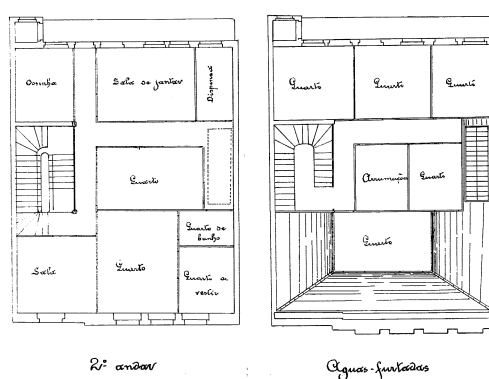 Cosinha
Sala de jantar
Dispensa
Quarto
Quarto de
banho
Sala
Quarto
Quarto de
vestir
2º andar
Quarto
Quarto
Quarto
Arrumação
Quarto
Quarto
Aguas-furtadas